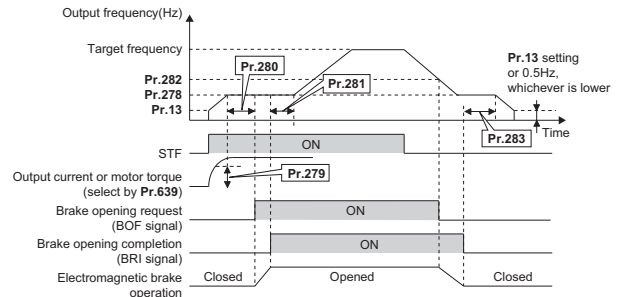 Output frequency(Hz)
Target frequency
Pr.280
Pr.13 setting
or 0.5Hz,
whichever is lower
Pr.282
Pr.281
Pr.278
Pr.13
Time
Pr.283
STF
ON
Output current or motor torque
(select by Pr.639)
Pr.279
Brake opening request
(BOF signal)
ON
Brake opening completion
(BRI signal)
ON
Electromagnetic brake
operation
Closed
Opened
Closed